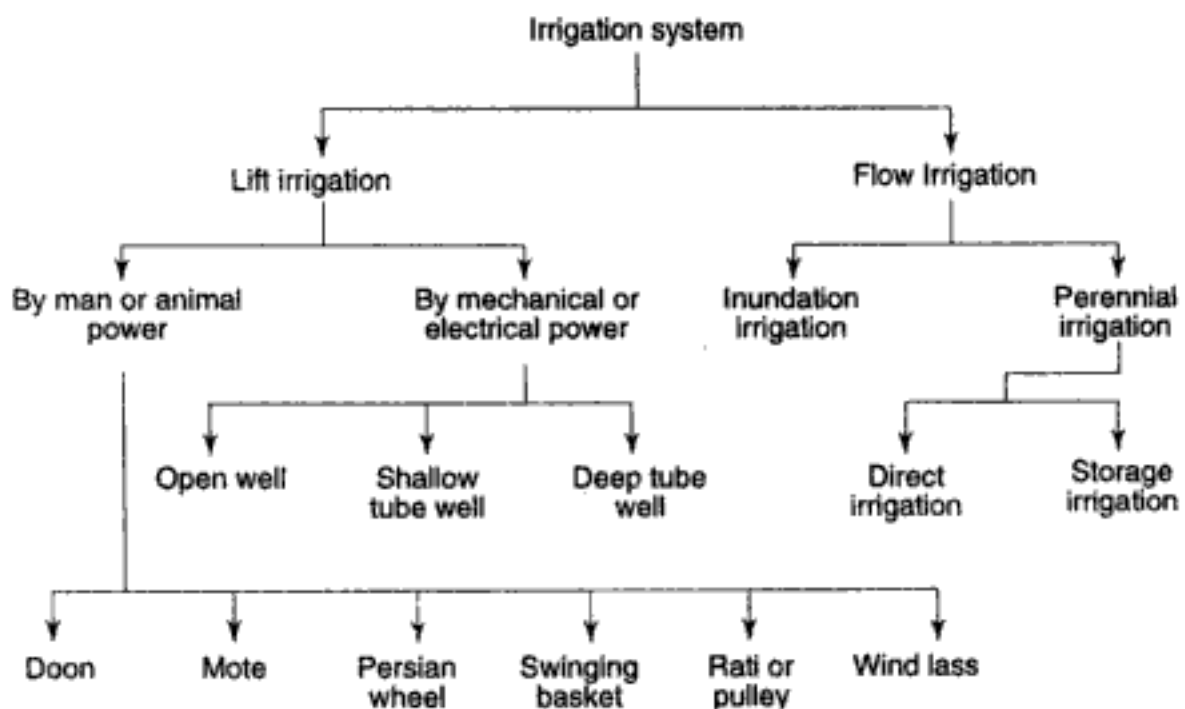 Irrigation system
Lift irrigation
Flow Irrigation
By man or animal
power
By mechanical or
electrical power
Inundation
irrigation
Perennial
irrigation
Open well
Shallow
tube well
Deep tube
well
Direct
irrigation
Storage
irrigation
Doon
Mote
Persian
wheel
Swinging
basket
Rati or
pulley
Wind lass